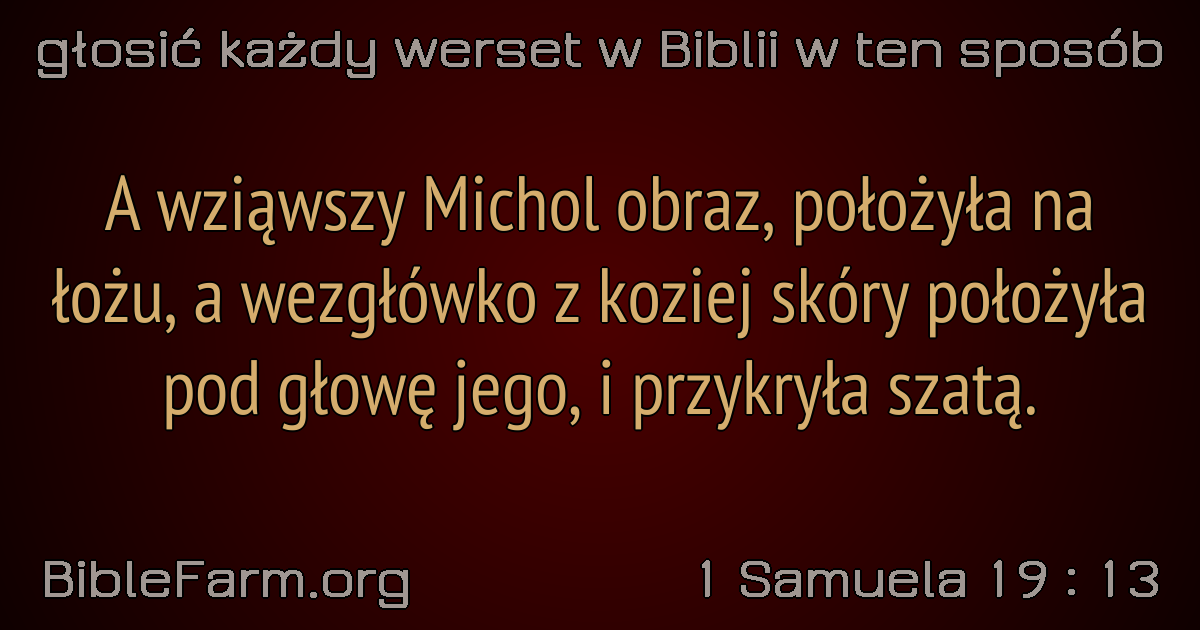 głosić każdy werset w Biblii w ten sposób
A wziąwszy Michol obraz, położyła na
łożu, a wezgłówko z koziej skóry położyła
pod głowę jego, i przykryła szatą.
BibleFarm.org
1 Samuela 19 : 13